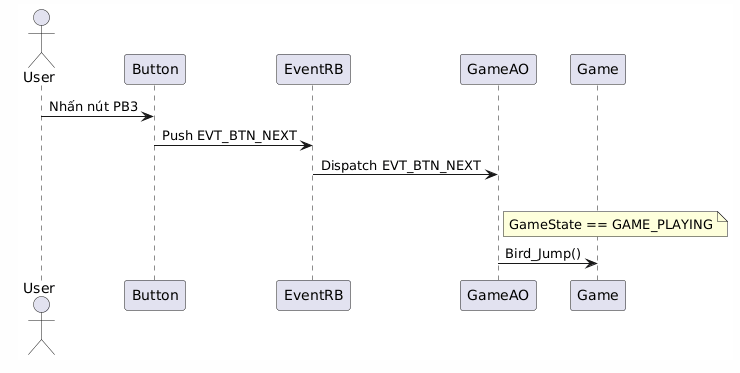 User
Button
EventRB
GameAO
Game
Nhấn nút PB3
Push EVT_BTN_NEXT
Dispatch EVT_BTN_NEXT
GameState == GAME_PLAYING
Bird_Jump()
User
Button
EventRB
GameAO
Game